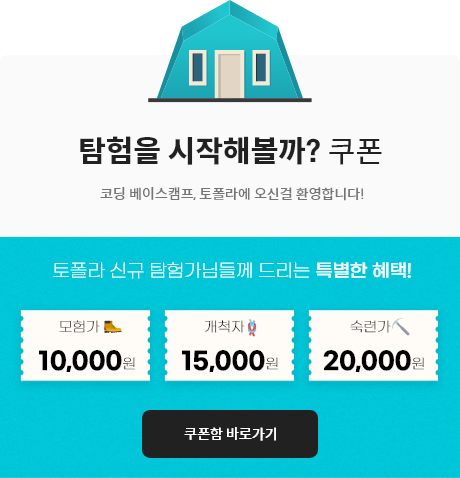 탐험을 시작해볼까? 쿠폰
코딩 베이스캠프, 토폴라에 오신걸 환영합니다!
토폴라 신규 탐험가님들께 드리는 특별한 혜택!
모험가
10,000원
개척자
15,000원
숙련가
20,000원
쿠폰함 바로가기